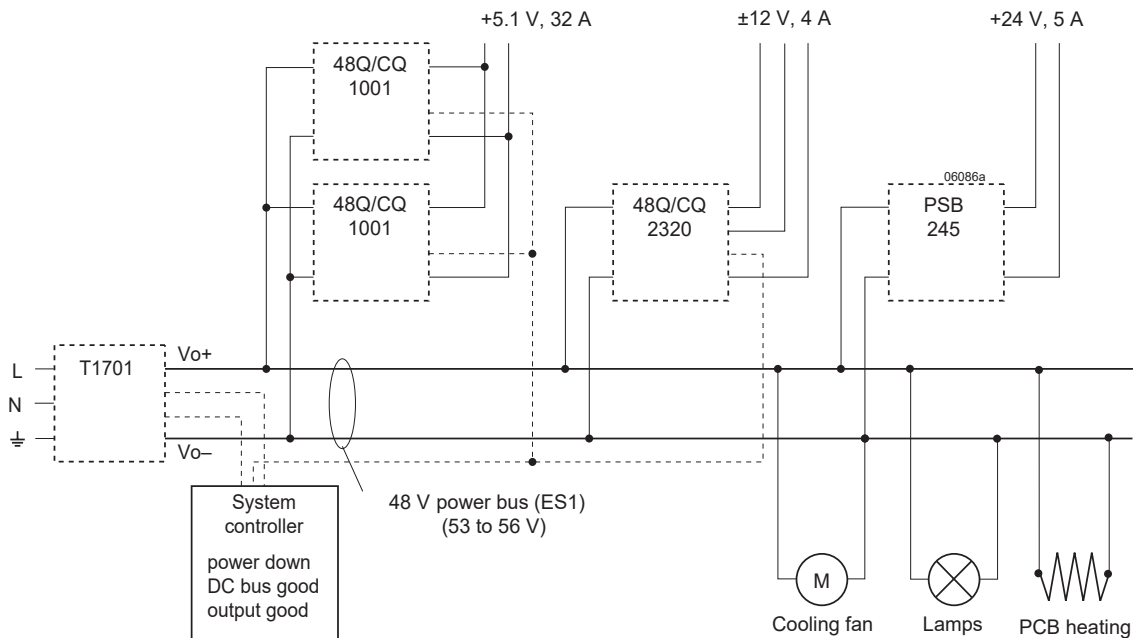 +5.1 V, 32 A
±12 V, 4 A
+24 V, 5 A
48Q/CQ
1001
48Q/CQ
1001
48Q/CQ
2320
06086a
PSB
245
L
N
T1701
Vo+
Vo–
System
controller
power down
DC bus good
output good
48 V power bus (ES1)
(53 to 56 V)
M
Cooling fan
Lamps
PCB heating